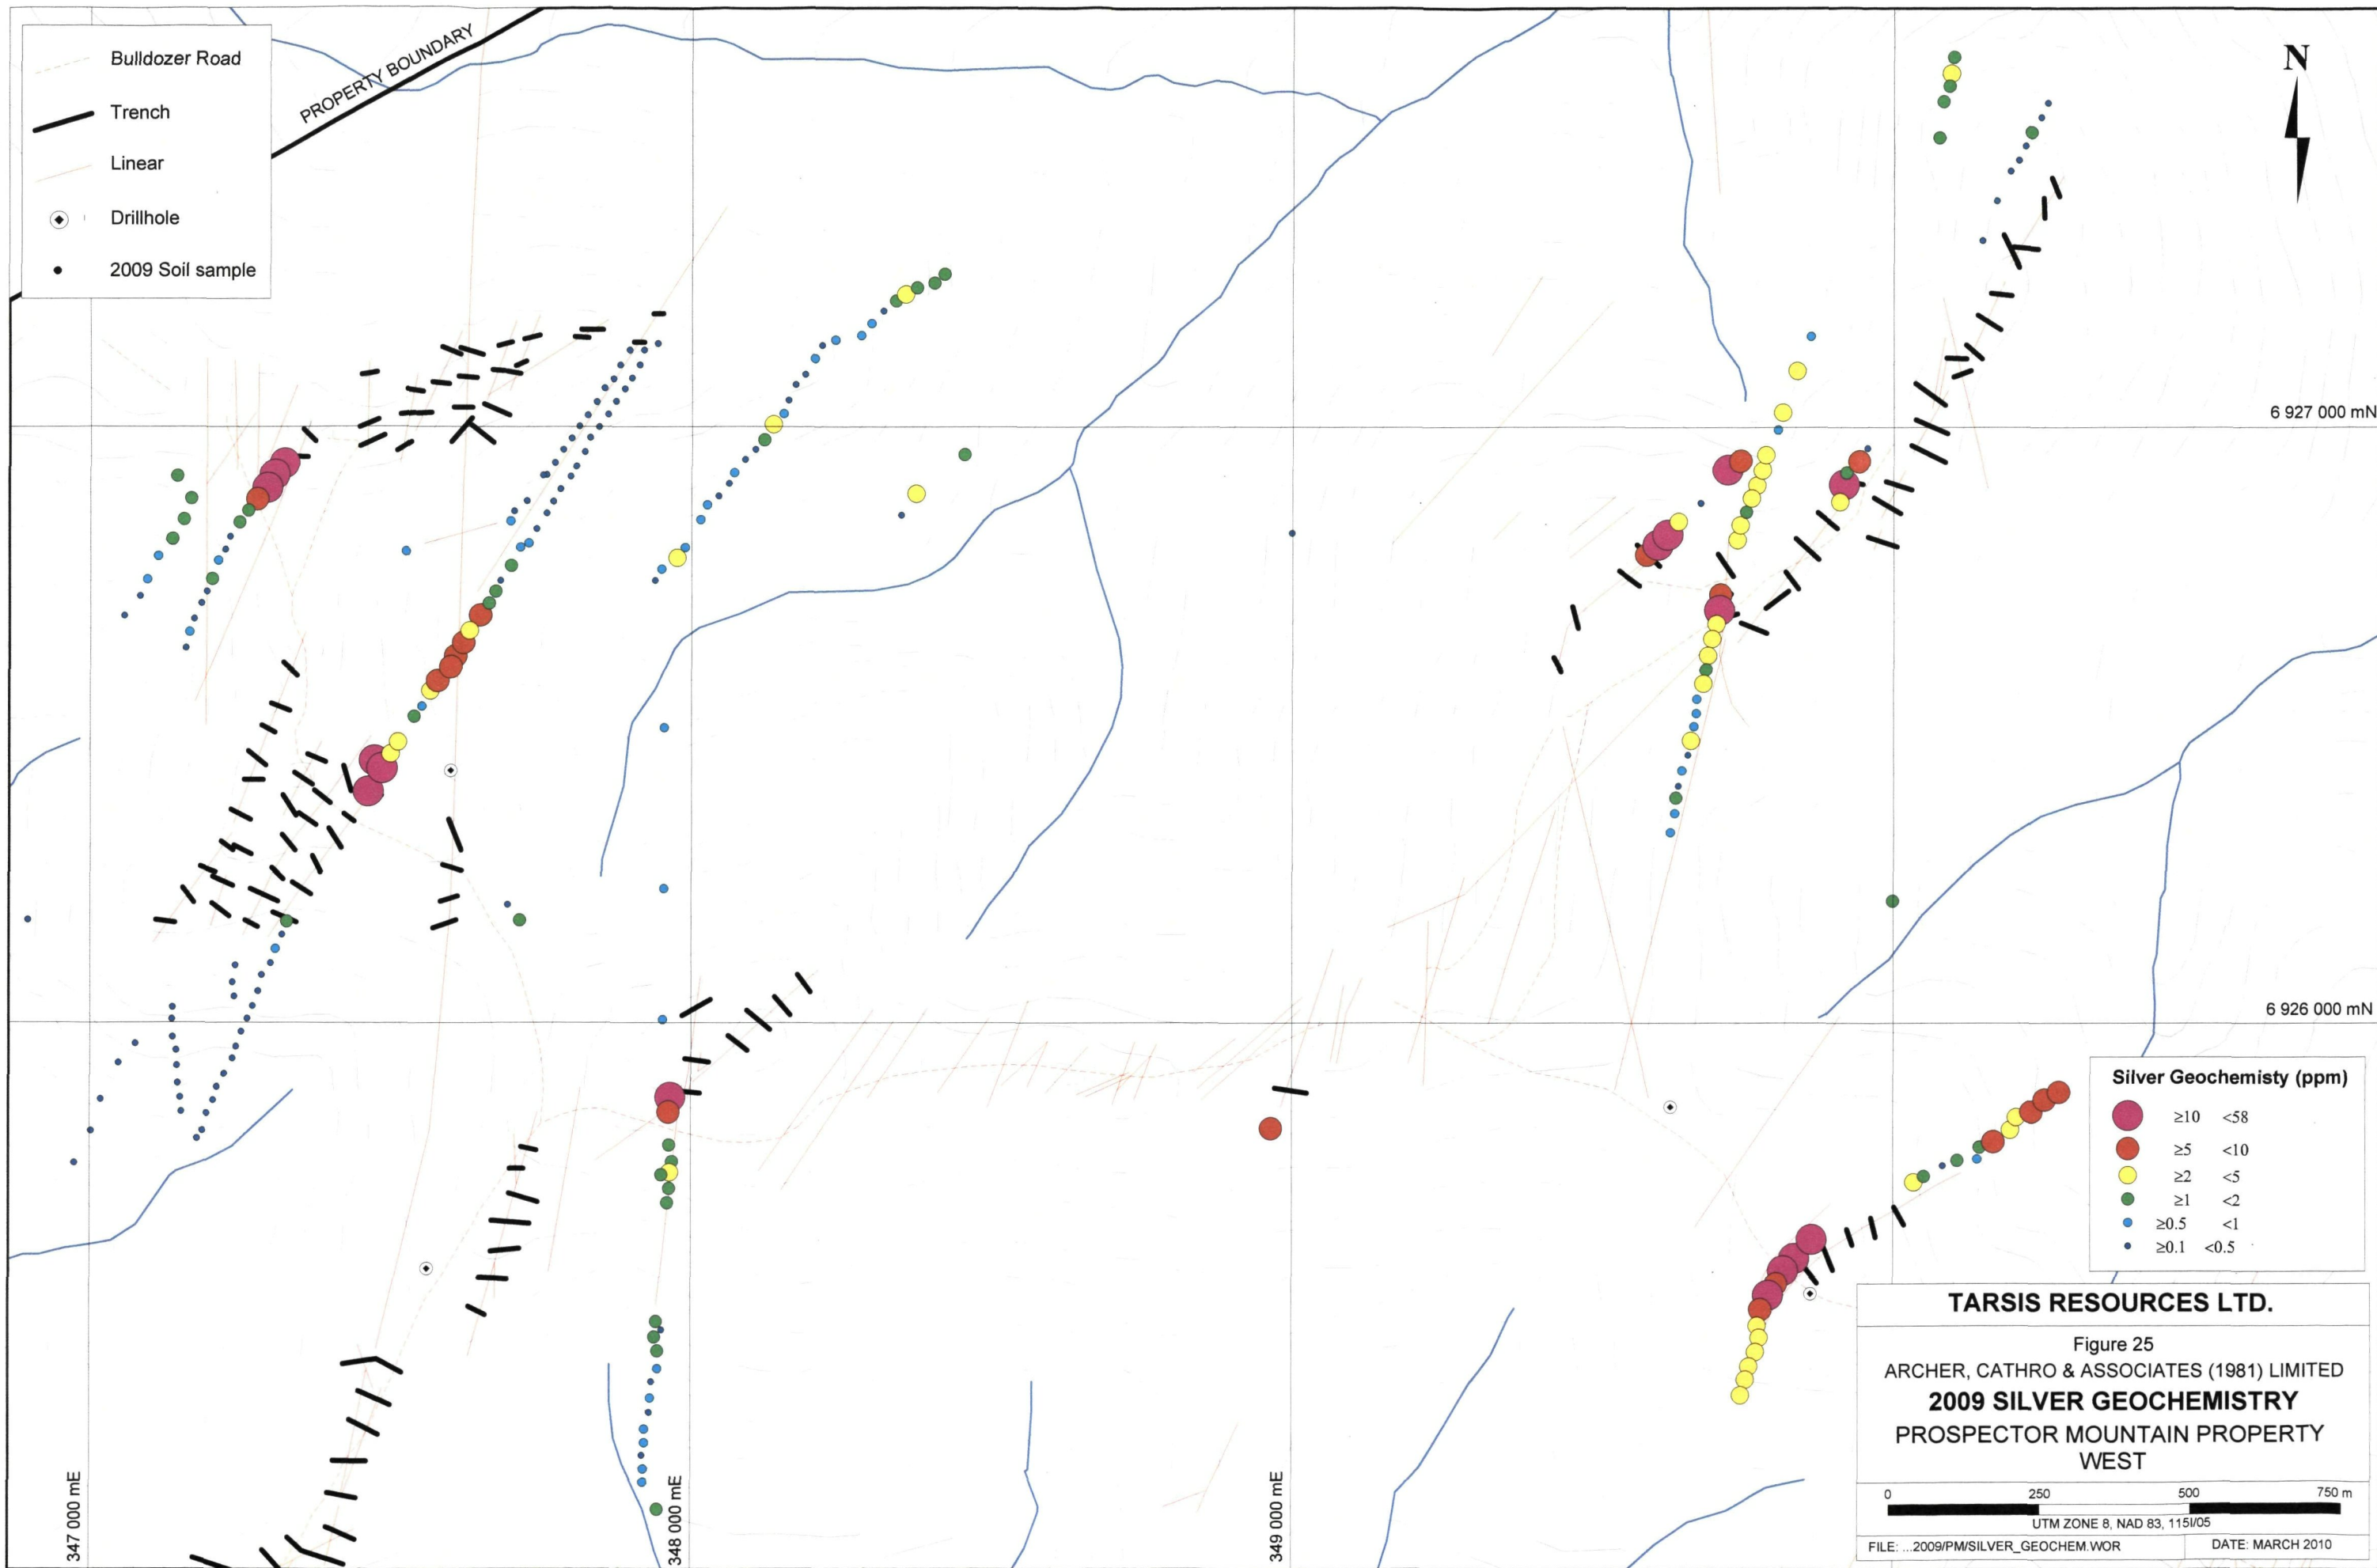 Bulldozer Road
Trench
Linear
Drillhole
2009 Soil sample
PROPERTY BOUNDARY
N
6 927 000 mN
6 926 000 mN
347 000 mE
348 000 mE
349 000 mE
Silver Geochemisty (ppm)
≥10 <58
≥5 <10
≥2 <5
≥1 <2
≥0.5 <1
≥0.1 <0.5
TARSIS RESOURCES LTD.
Figure 25
ARCHER, CATHRO & ASSOCIATES (1981) LIMITED
2009 SILVER GEOCHEMISTRY
PROSPECTOR MOUNTAIN PROPERTY
WEST
0 250 500 750 m
UTM ZONE 8, NAD 83, 115I/05
FILE: ...2009/PM/SILVER_GEOCHEM.WOR DATE: MARCH 2010